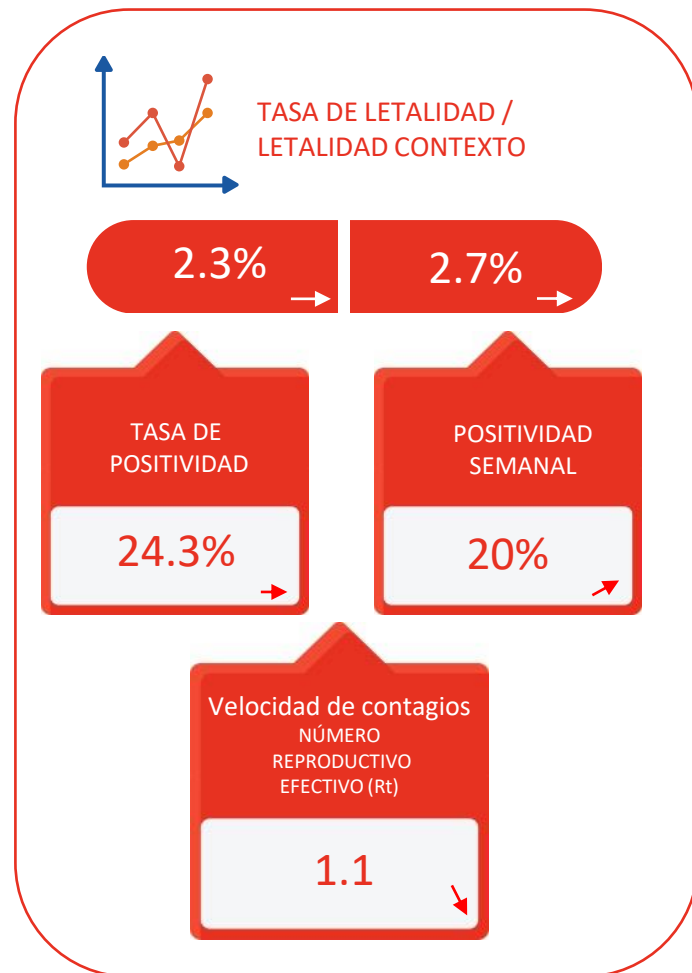 TASA DE LETALIDAD /
LETALIDAD CONTEXTO
2.3%
2.7%
TASA DE
POSITIVIDAD
24.3%
POSITIVIDAD
SEMANAL
20%
Velocidad de contagios
NÚMERO
REPRODUCTIVO
EFECTIVO (Rt)
1.1